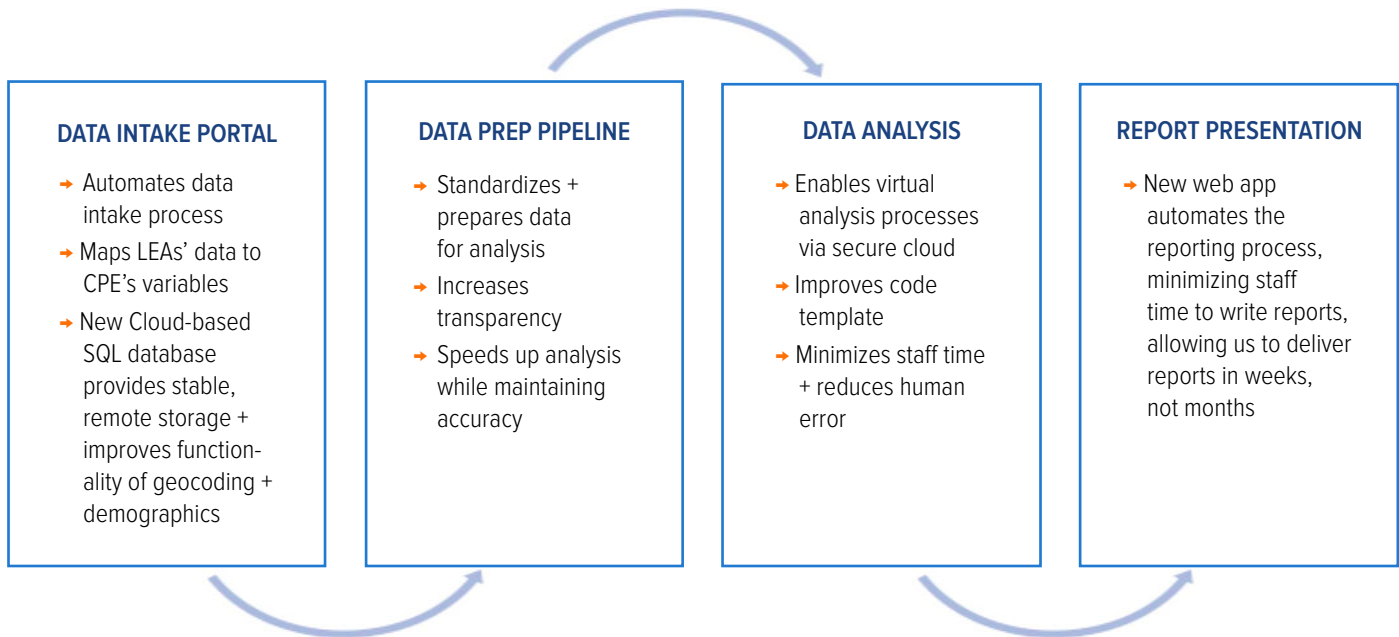 DATA INTAKE PORTAL
→ Automates data
intake process
→ Maps LEAs’ data to
CPE’s variables
→ New Cloud-based
SQL database
provides stable,
remote storage +
improves function-
ality of geocoding +
demographics
DATA PREP PIPELINE
→ Standardizes +
prepares data
for analysis
→ Increases
transparency
→ Speeds up analysis
while maintaining
accuracy
DATA ANALYSIS
→ Enables virtual
analysis processes
via secure cloud
→ Improves code
template
→ Minimizes staff time
+ reduces human
error
REPORT PRESENTATION
→ New web app
automates the
reporting process,
minimizing staff
time to write reports,
allowing us to deliver
reports in weeks,
not months